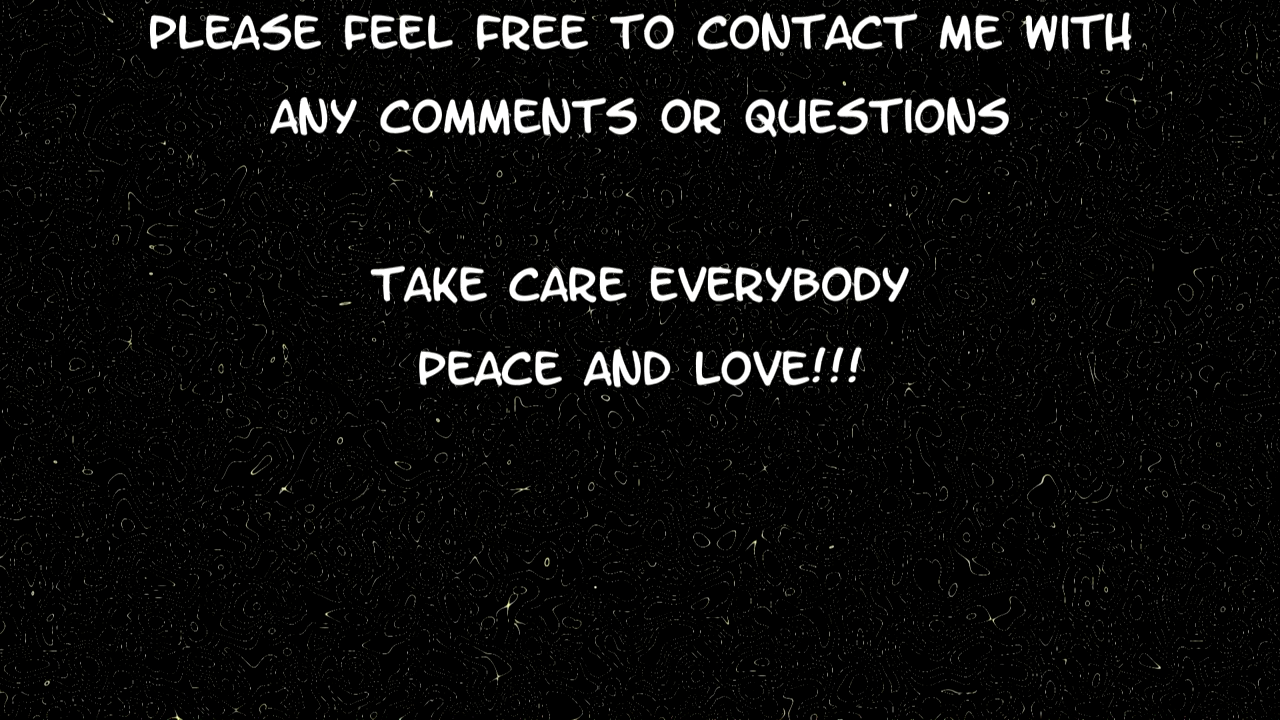 PLEASE FEEL FREE TO CONTACT ME WITH
ANY COMMENTS OR QUESTIONS
TAKE CARE EVERYBODY
PEACE AND LOVE!!!